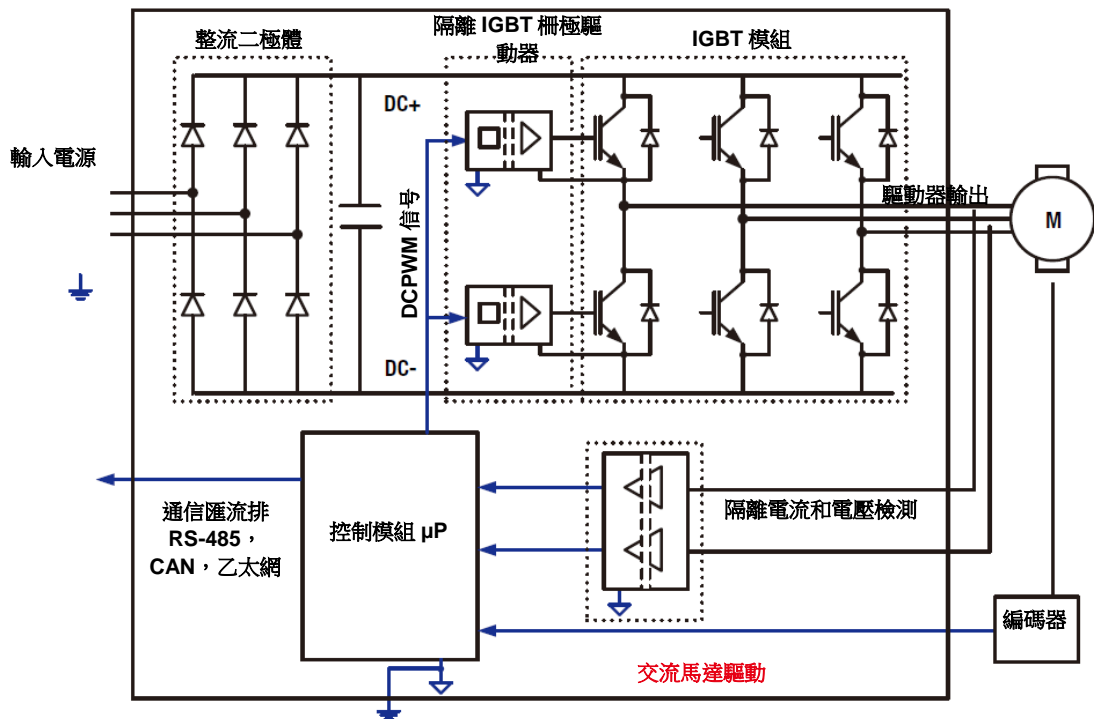 整流二極體
隔離 IGBT 栅極驅
動器
IGBT 模組
DC+
輸入電源
DCPWM 信号
驅動器輸出
M
DC-
通信匯流排
RS-485，
CAN，乙太網
控制模組 µP
隔離電流和電壓檢測
編碼器
交流馬達驅動